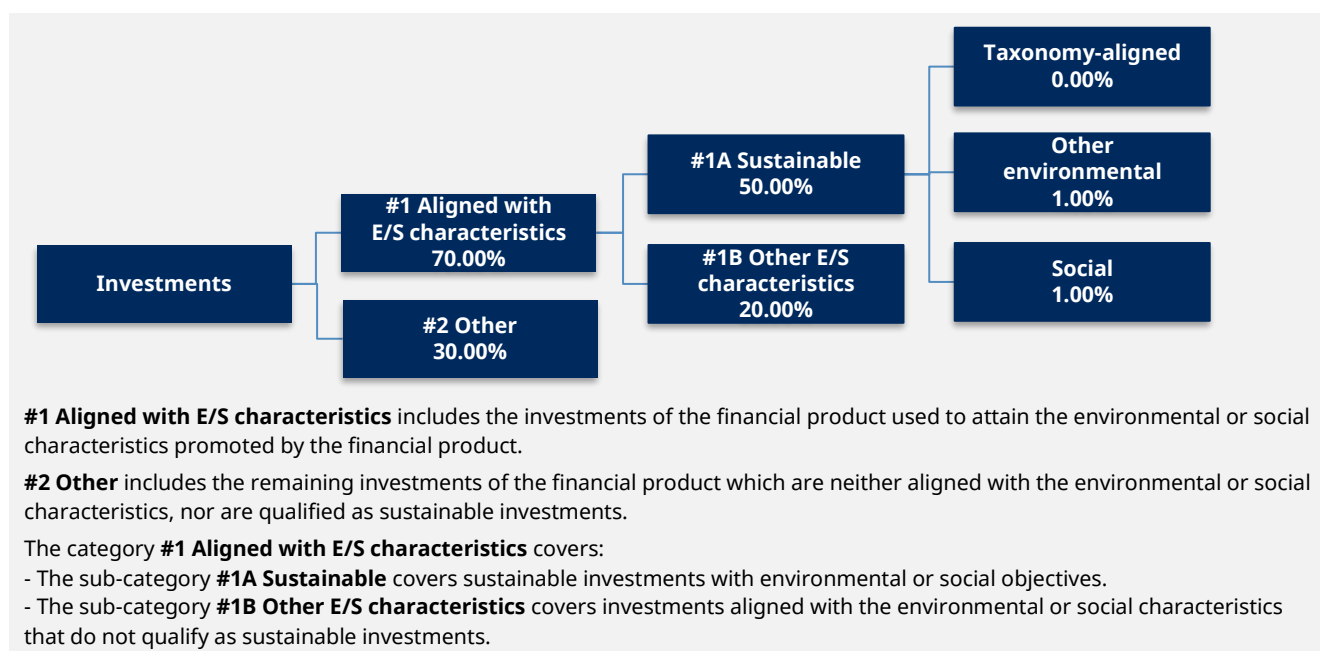 Taxonomy-aligned
0.00%
Other
environmental
1.00%
#1A Sustainable
50.00%
#1 Aligned with
E/S characteristics
70.00%
#1B Other E/S
characteristics
20.00%
Social
1.00%
Investments
#2 Other
30.00%
#1 Aligned with E/S characteristics includes the investments of the financial product used to attain the environmental or social
characteristics promoted by the financial product.
#2 Other includes the remaining investments of the financial product which are neither aligned with the environmental or social
characteristics, nor are qualified as sustainable investments.
The category #1 Aligned with E/S characteristics covers:
- The sub-category #1A Sustainable covers sustainable investments with environmental or social objectives.
- The sub-category #1B Other E/S characteristics covers investments aligned with the environmental or social characteristics
that do not qualify as sustainable investments.